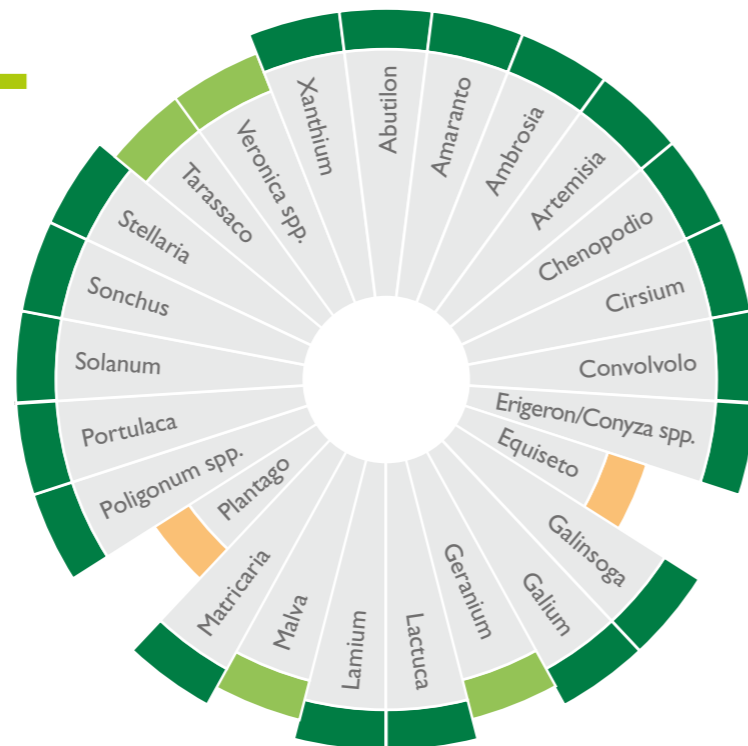 Abutilon
Amaranto
Ambrosia
Artemisia
Chenopodio
Cirsium
Convolvolo
Erigeron/Conyza spp.
Equiseto
Galinsoga
Galium
Geranium
Lactuca
Lamium
Malva
Matricaria
Plantago
Poligonum spp.
Portulaca
Solanum
Sonchus
Stellaria
Tarassaco
Veronica spp.
Xanthium